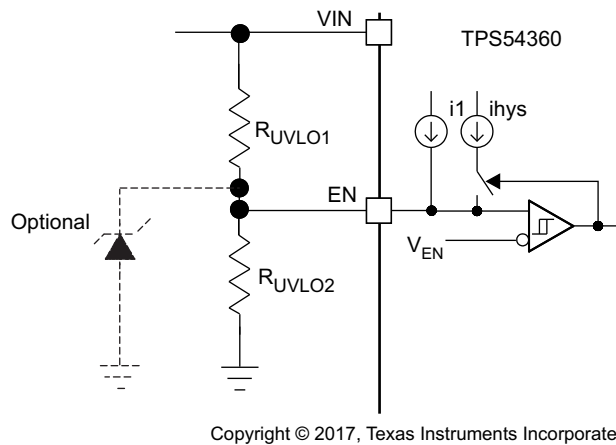 VIN
TPS54360
i1 ihys
RUVLO1
EN
Optional
VEN
RUVLO2
Copyright © 2017, Texas Instruments Incorporate